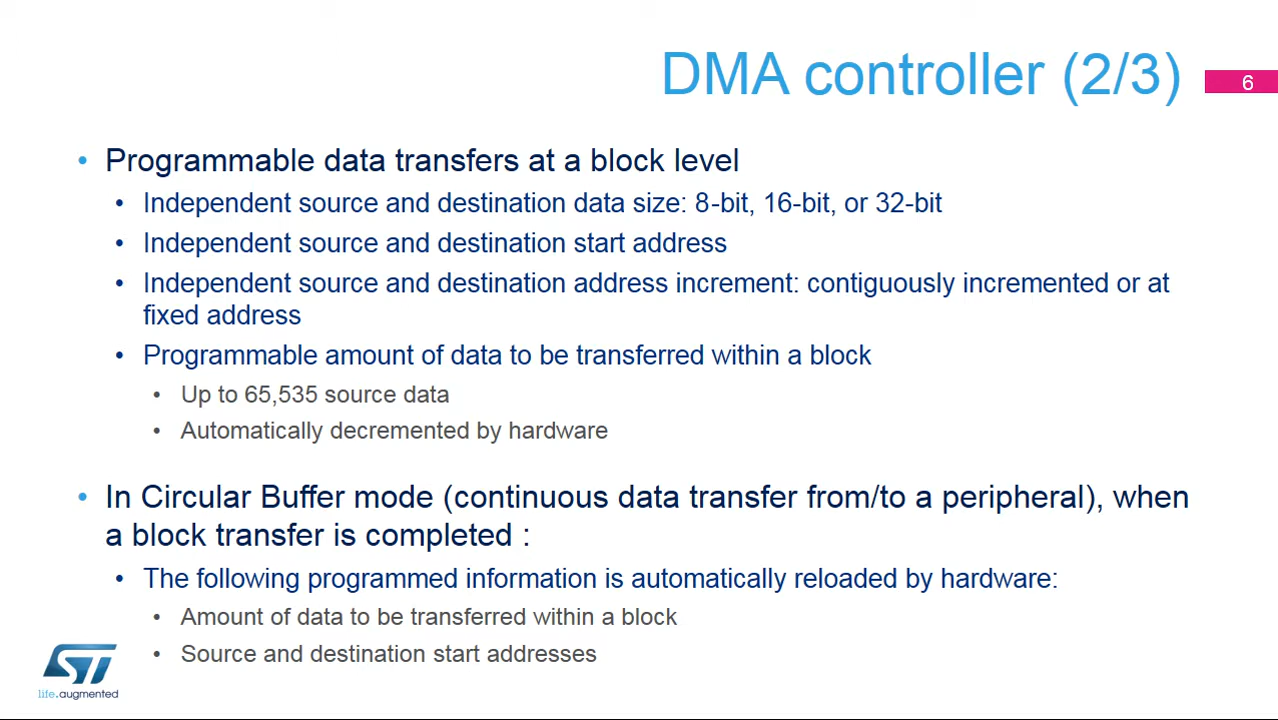 DMA controller (2/3)
6
• Programmable data transfers at a block level
• Independent source and destination data size: 8-bit, 16-bit, or 32-bit
• Independent source and destination start address
• Independent source and destination address increment: contiguously incremented or at
fixed address
• Programmable amount of data to be transferred within a block
• Up to 65,535 source data
• Automatically decremented by hardware
• In Circular Buffer mode (continuous data transfer from/to a peripheral), when
a block transfer is completed :
• The following programmed information is automatically reloaded by hardware:
• Amount of data to be transferred within a block
• Source and destination start addresses
ST
life.augmented